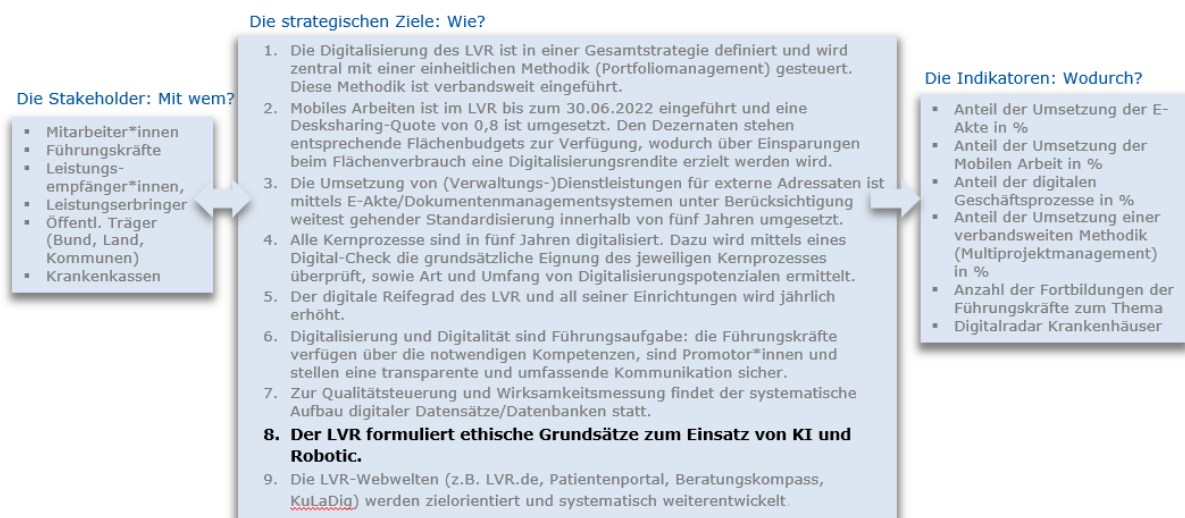 Die strategischen Ziele: Wie?
1. Die Digitalisierung des LVR ist in einer Gesamtstrategie definiert und wird
zentral mit einer einheitlichen Methodik (Portfoliomanagement) gesteuert.
Diese Methodik ist verbandsweit eingeführt.
2. Mobiles Arbeiten ist im LVR bis zum 30.06.2022 eingeführt und eine
Desksharing-Quote von 0,8 ist umgesetzt. Den Dezernaten stehen
entsprechende Flächenbudgets zur Verfügung, wodurch über Einsparungen
beim Flächenverbrauch eine Digitalisierungsrendite erzielt werden wird.
3. Die Umsetzung von (Verwaltungs-)Dienstleistungen für externe Adressaten ist
mittels E-Akte/Dokumentenmanagementsystemen unter Berücksichtigung
weitest gehender Standardisierung innerhalb von fünf Jahren umgesetzt.
4. Alle Kernprozesse sind in fünf Jahren digitalisiert. Dazu wird mittels eines
Digital-Check die grundsätzliche Eignung des jeweiligen Kernprozesses
überprüft, sowie Art und Umfang von Digitalisierungspotenzialen ermittelt.
5. Der digitale Reifegrad des LVR und all seiner Einrichtungen wird jährlich
erhöht.
6. Digitalisierung und Digitalität sind Führungsaufgabe: die Führungskräfte
verfügen über die notwendigen Kompetenzen, sind Promotor*innen und
stellen eine transparente und umfassende Kommunikation sicher.
7. Zur Qualitätsteuerung und Wirksamkeitsmessung findet der systematische
Aufbau digitaler Datensätze/Datenbanken statt.
8. Der LVR formuliert ethische Grundsätze zum Einsatz von KI und
Robotic.
9. Die LVR-Webwelten (z.B. LVR.de, Patientenportal, Beratungskompass,
KuLaDig) werden zielorientiert und systematisch weiterentwickelt.
Die Stakeholder: Mit wem?
▪ Mitarbeiter*innen
▪ Führungskräfte
▪ Leistungs-
empfänger*innen,
▪ Leistungserbringer
▪ Öffentl. Träger
(Bund, Land,
Kommunen)
▪ Krankenkassen
Die Indikatoren: Wodurch?
▪ Anteil der Umsetzung der E-
Akte in %
▪ Anteil der Umsetzung der
Mobilen Arbeit in %
▪ Anteil der digitalen
Geschäftsprozesse in %
▪ Anteil der Umsetzung einer
verbandsweiten Methodik
(Multiprojektmanagement)
in %
▪ Anzahl der Fortbildungen der
Führungskräfte zum Thema
▪ Digitalradar Krankenhäuser